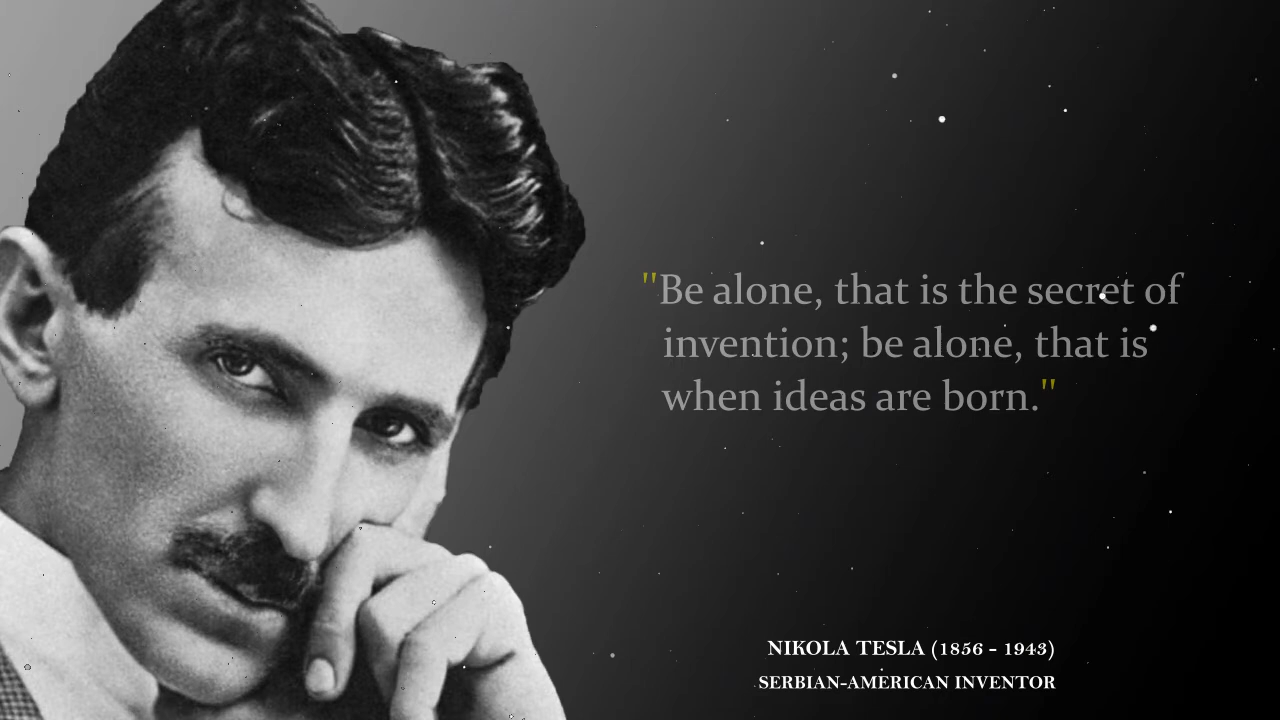 "Be alone, that is the secret of
invention; be alone, that is
when ideas are born."
NIKOLA TESLA (1856 - 1943)
SERBIAN-AMERICAN INVENTOR